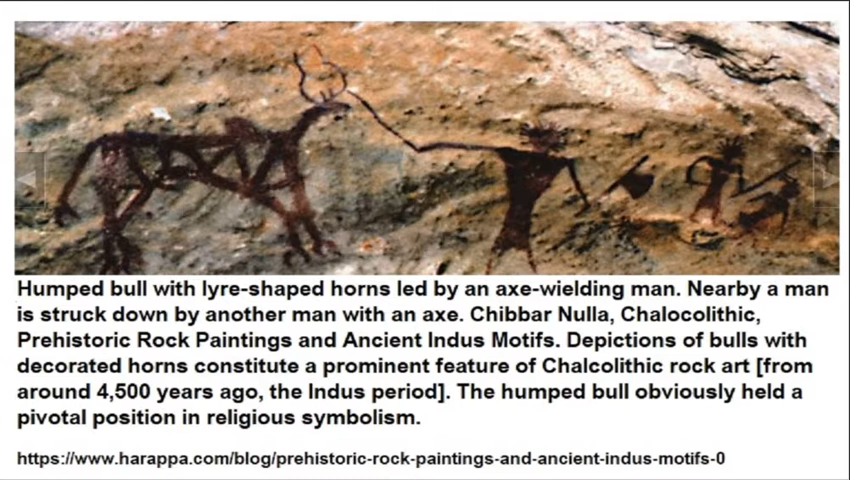 Humped bull with lyre-shaped horns led by an axe-wielding man. Nearby a man
is struck down by another man with an axe. Chibbar Nulla, Chalocolithic,
Prehistoric Rock Paintings and Ancient Indus Motifs. Depictions of bulls with
decorated horns constitute a prominent feature of Chalcolithic rock art [from
around 4,500 years ago, the Indus period]. The humped bull obviously held a
pivotal position in religious symbolism.
https://www.harappa.com/blog/prehistoric-rock-paintings-and-ancient-indus-motifs-0